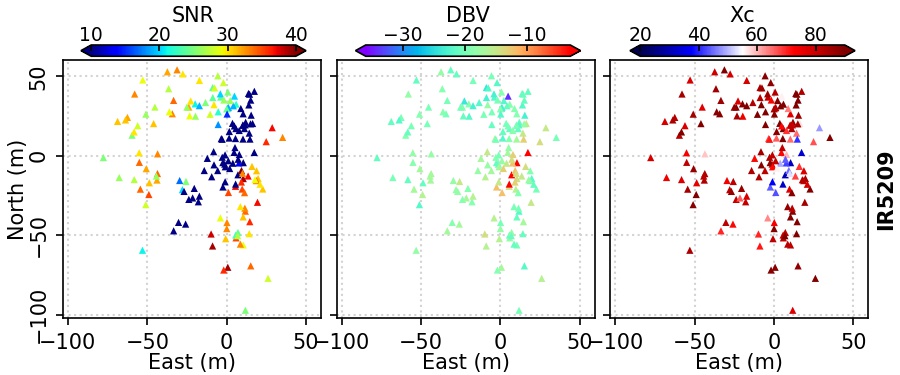 SNR DBV Xc
10 20 30 40 −30 −20 −10 20 40 60 80
50
0
−50
−100
North (m)
−100 −50 0 50 −100 −50 0 50 −100 −50 0 50
East (m) East (m) East (m)
IR5209